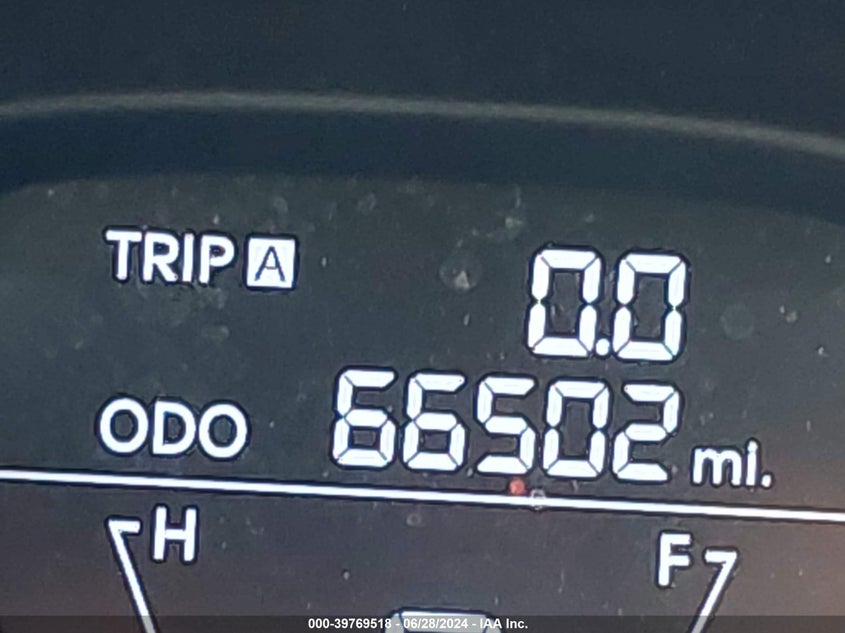 TRIP A 0.0
ODO 66502 mi.
H F
000-39769518 - 06/28/2024 - IAA Inc.